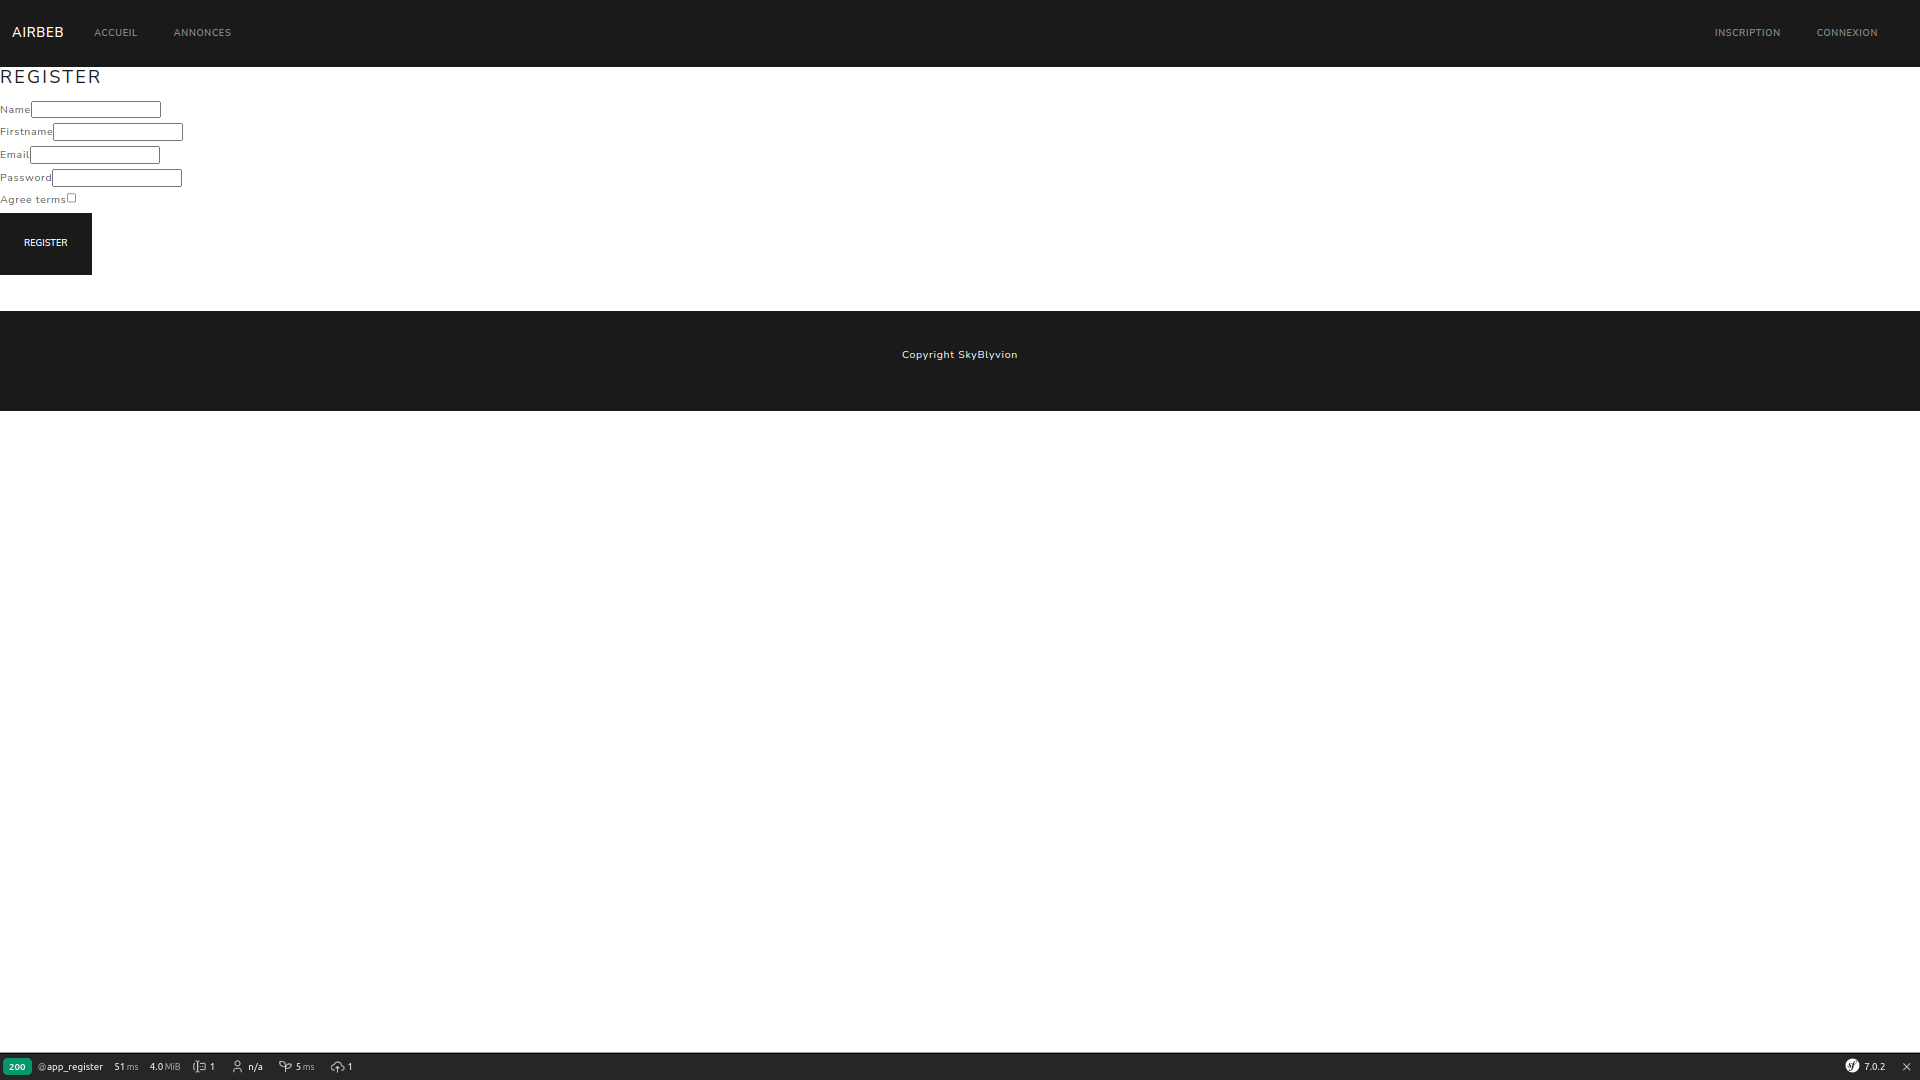 AIRBEB ACCUEIL ANNONCES INSCRIPTION CONNEXION
REGISTER
Name
Firstname
Email
Password
Agree terms
REGISTER
Copyright SkyBlyvion
200 @app_register 51 ms 4.0 MiB 1 n/a 5 ms 1 sf 7.0.2